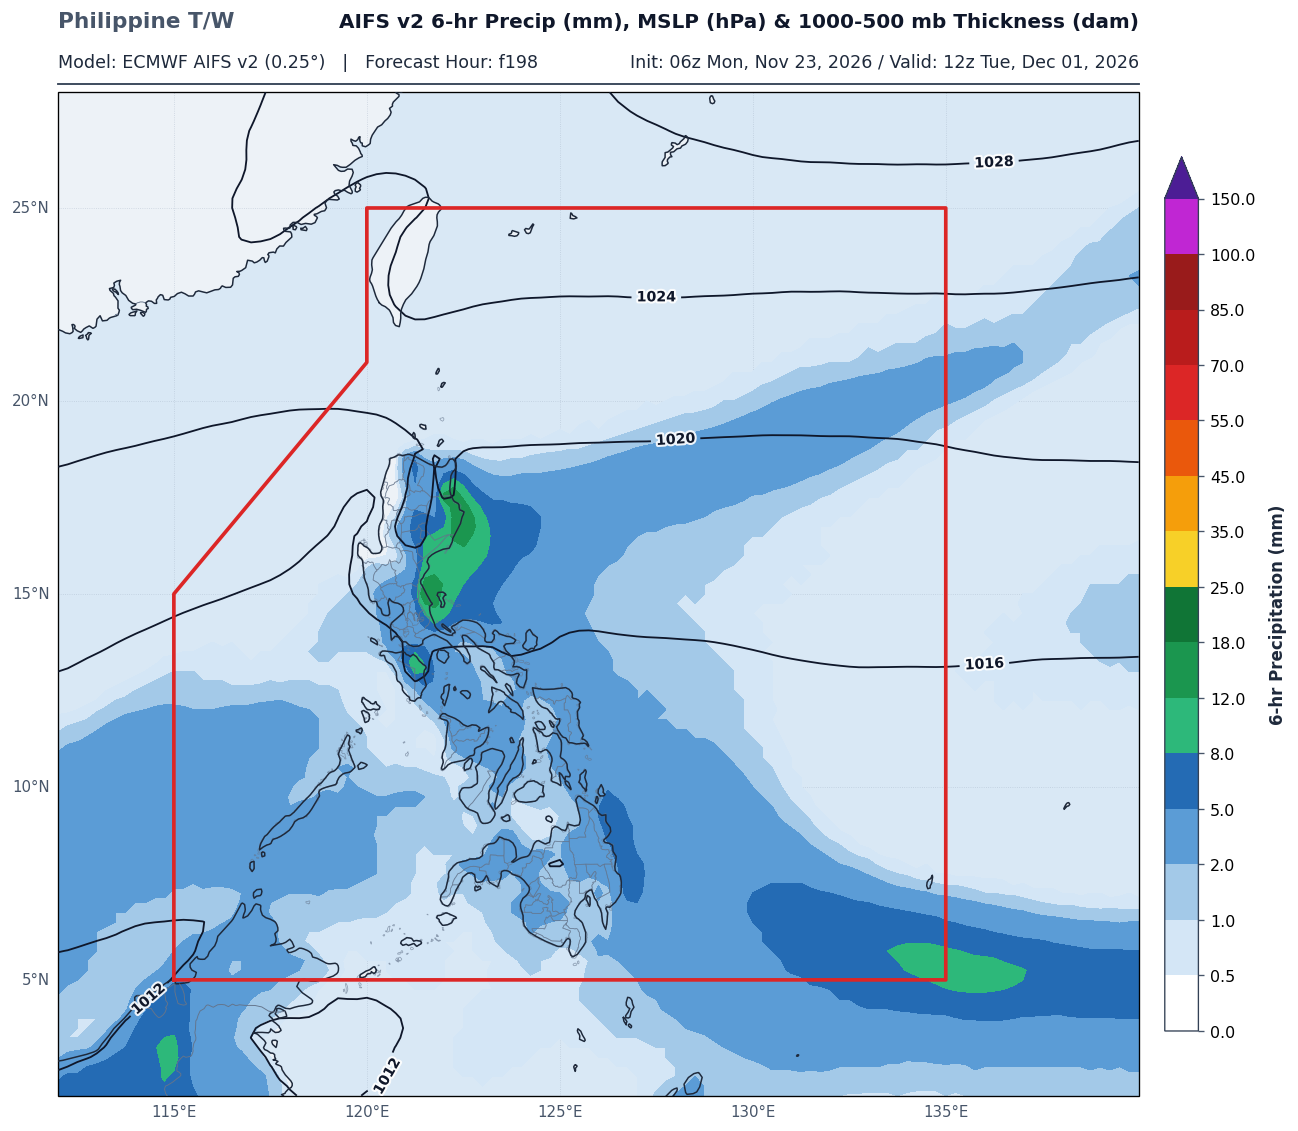 Philippine T/W
AIFS v2 6-hr Precip (mm), MSLP (hPa) & 1000-500 mb Thickness (dam)
Model: ECMWF AIFS v2 (0.25°)   |   Forecast Hour: f198
Init: 06z Mon, Nov 23, 2026 / Valid: 12z Tue, Dec 01, 2026
1028
1024
1020
1016
1012
1012
25°N
20°N
15°N
10°N
5°N
115°E
120°E
125°E
130°E
135°E
150.0
100.0
85.0
70.0
55.0
45.0
35.0
25.0
18.0
12.0
8.0
5.0
2.0
1.0
0.5
0.0
6-hr Precipitation (mm)